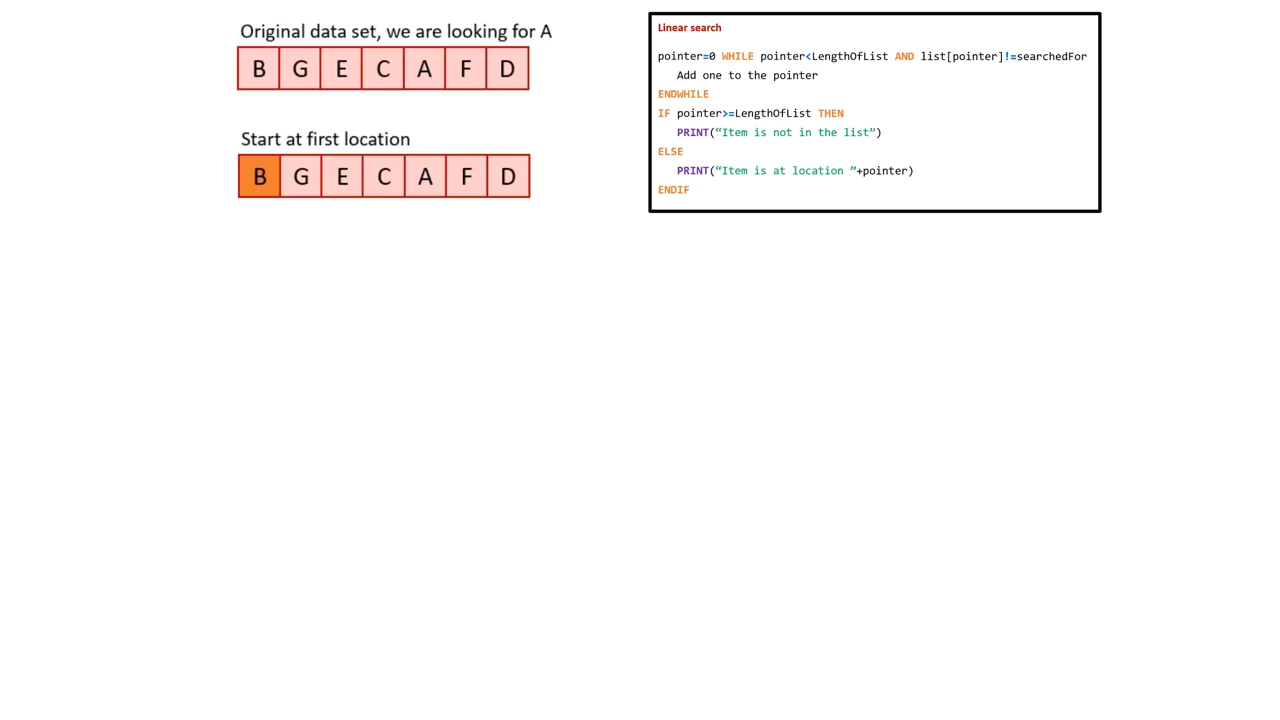 Original data set, we are looking for A
B G E C A F D
Start at first location
B G E C A F D
Linear search
pointer=0 WHILE pointer<LengthOfList AND list[pointer]!=searchedFor
Add one to the pointer
ENDWHILE
IF pointer>=LengthOfList THEN
PRINT(“Item is not in the list”)
ELSE
PRINT(“Item is at location ”+pointer)
ENDIF